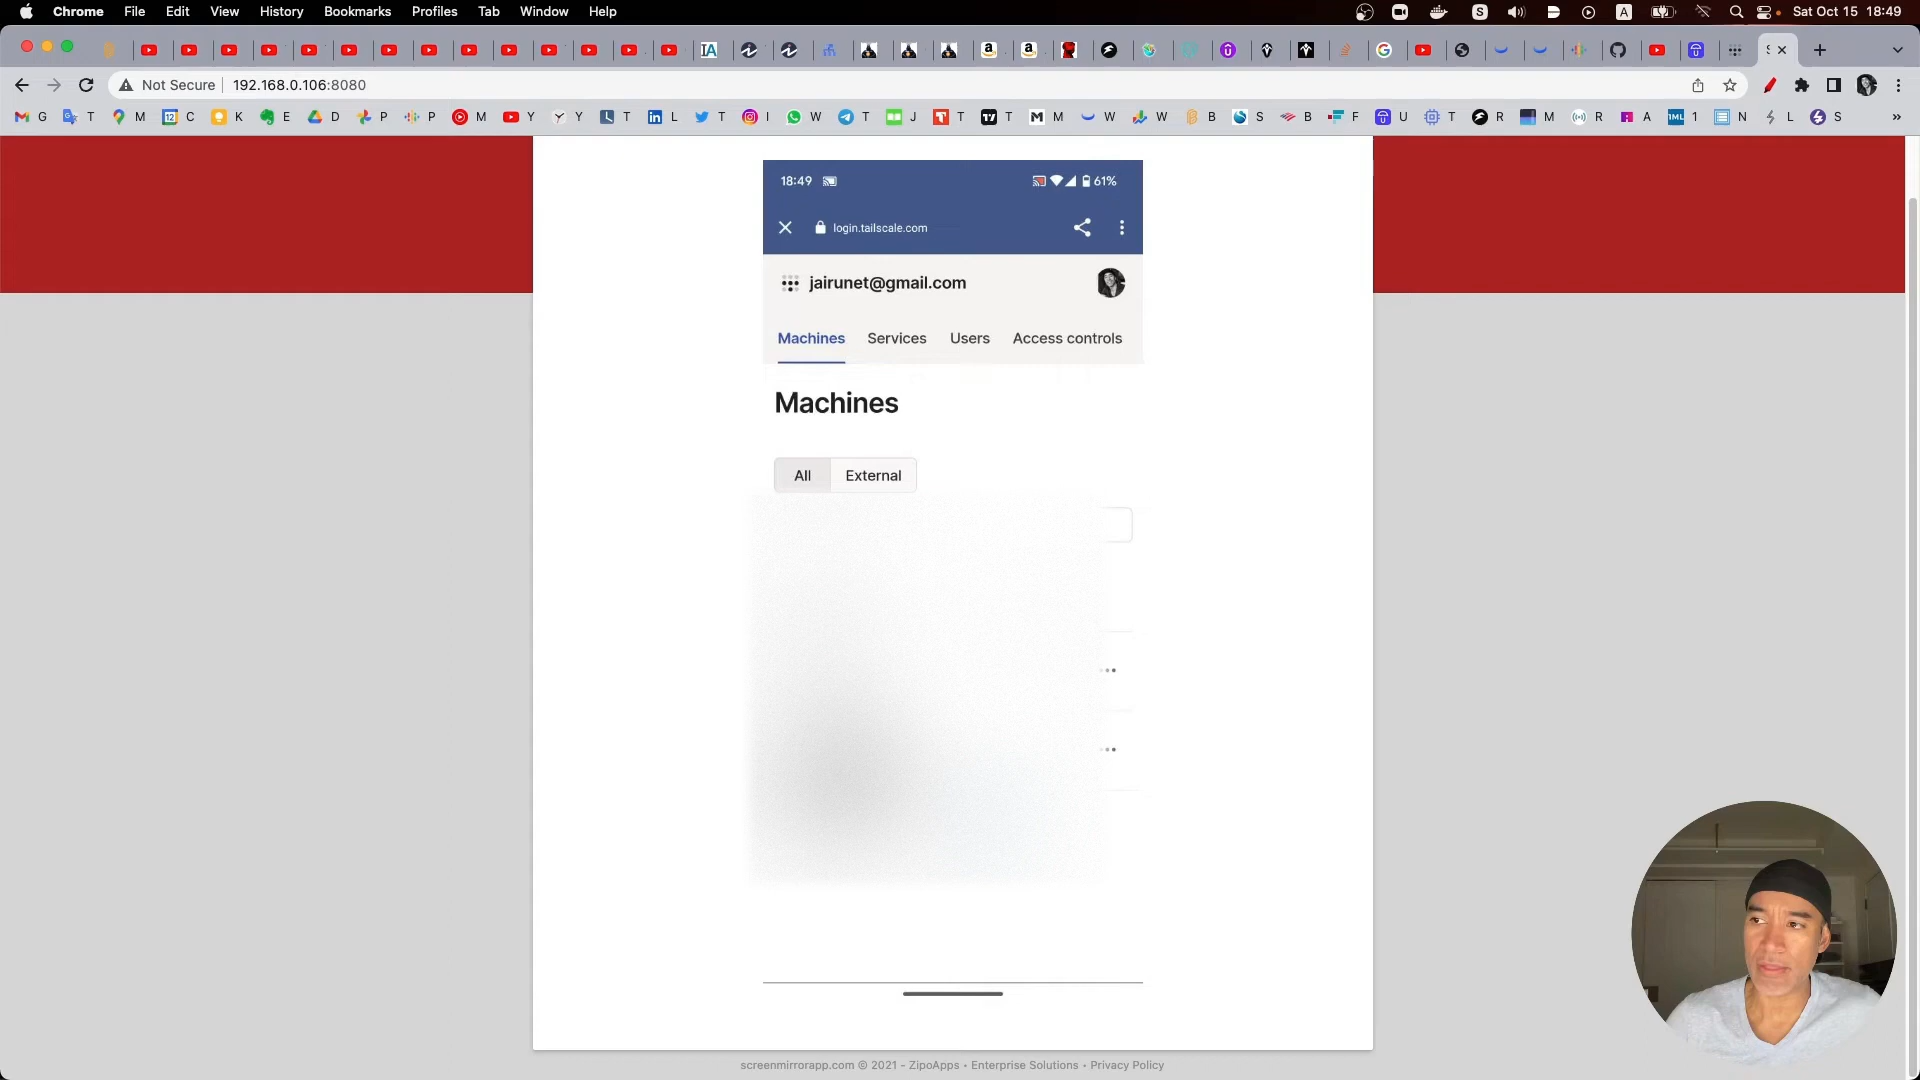 Chrome File Edit View History Bookmarks Profiles Tab Window Help
S A Sat Oct 15 18:49
Not Secure 192.168.0.106:8080
G T M C K E D P P M Y Y T L T I W T J T T M W W B S B F U T R M R A 1 N L S
18:49 61%
login.tailscale.com
jairunet@gmail.com
Machines Services Users Access controls
Machines
All External
screenmirrorapp.com © 2021 - ZipoApps • Enterprise Solutions • Privacy Policy